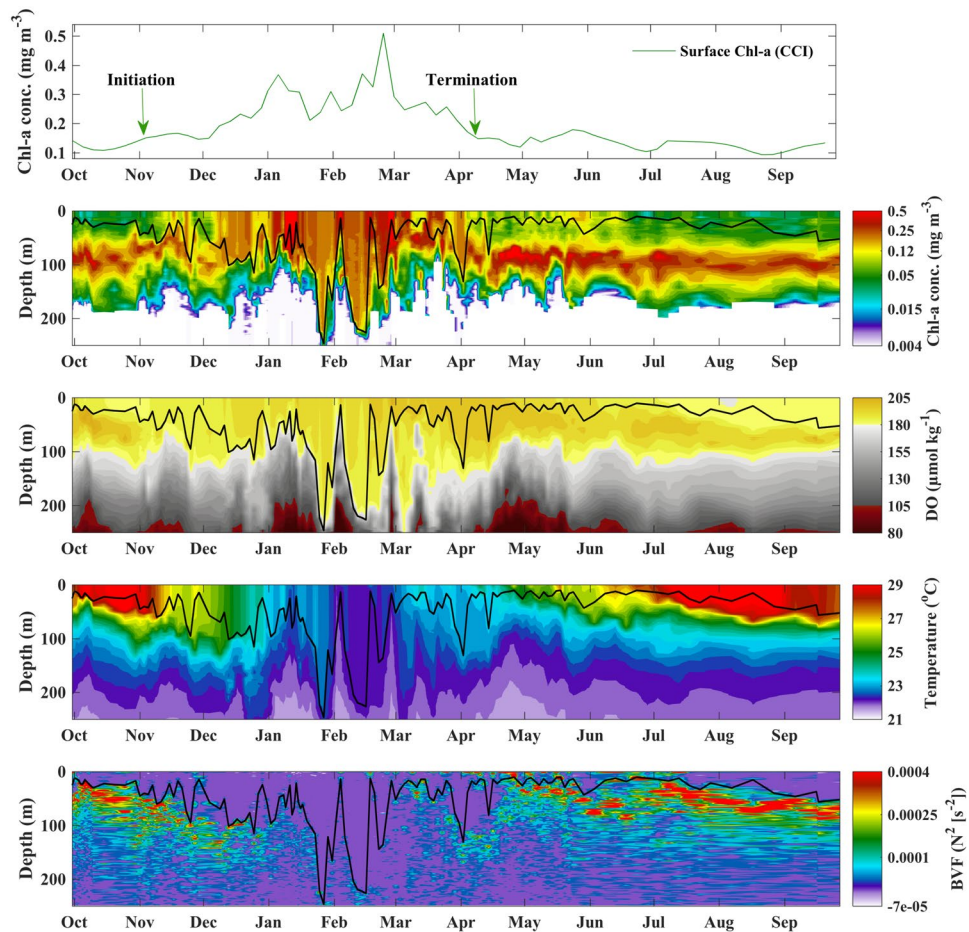 Chl-a conc. (mg m-3)
0.5
0.4
0.3
0.2
0.1
Initiation
Termination
Surface Chl-a (CCI)
Oct Nov Dec Jan Feb Mar Apr May Jun Jul Aug Sep
Depth (m)
0
100
200
Oct Nov Dec Jan Feb Mar Apr May Jun Jul Aug Sep
0.5
0.25
0.12
0.05
0.015
0.004
Chl-a conc. (mg m-3)
Depth (m)
0
100
200
Oct Nov Dec Jan Feb Mar Apr May Jun Jul Aug Sep
205
180
155
130
105
80
DO (µmol kg-1)
Depth (m)
0
100
200
Oct Nov Dec Jan Feb Mar Apr May Jun Jul Aug Sep
29
27
25
23
22
21
Temperature (oC)
Depth (m)
0
100
200
Oct Nov Dec Jan Feb Mar Apr May Jun Jul Aug Sep
0.0004
0.00025
0.0001
-7e-05
BVF (N2 [s-2])